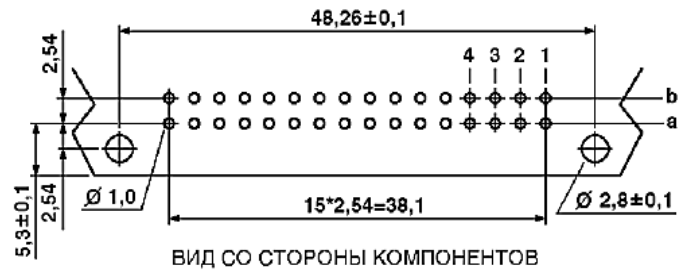 48,26±0,1
2,54
4 3 2 1
b
a
5,3±0,1
2,54
Ø 1,0
15*2,54=38,1
Ø 2,8±0,1
ВИД СО СТОРОНЫ КОМПОНЕНТОВ